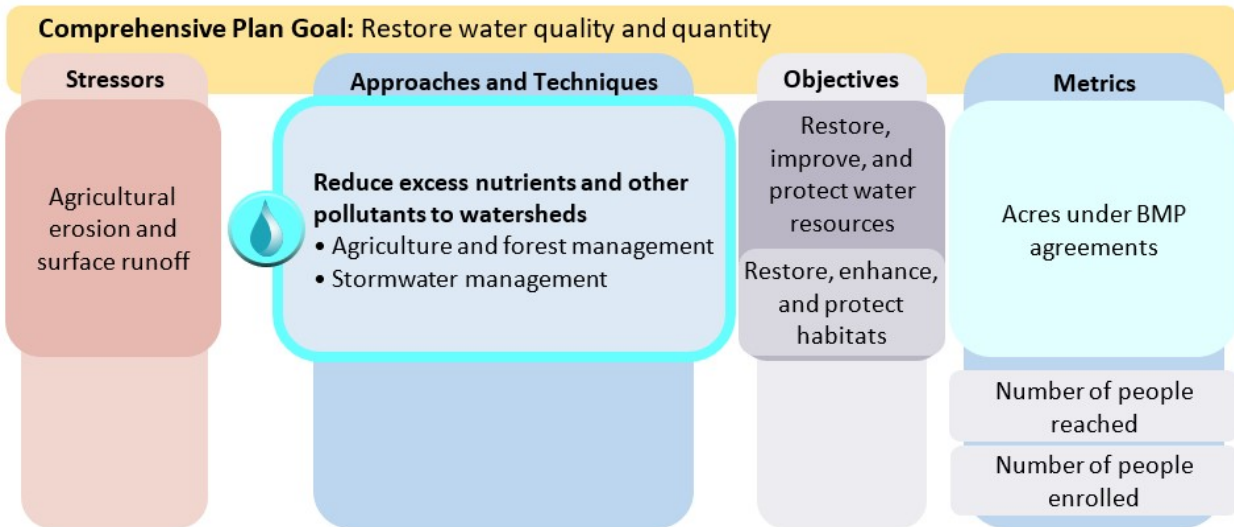 Comprehensive Plan Goal: Restore water quality and quantity
Stressors
Agricultural
erosion and
surface runoff
Approaches and Techniques
Reduce excess nutrients and other
pollutants to watersheds
• Agriculture and forest management
• Stormwater management
Objectives
Restore,
improve, and
protect water
resources
Restore, enhance,
and protect
habitats
Metrics
Acres under BMP
agreements
Number of people
reached
Number of people
enrolled